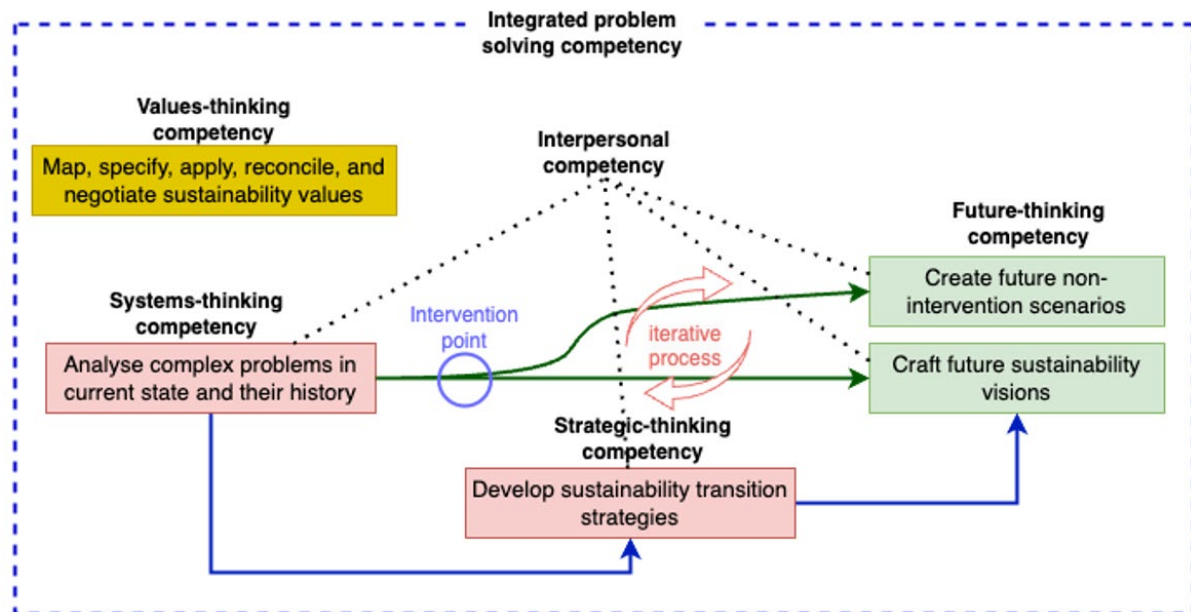 Integrated problem
solving competency
Values-thinking
competency
Map, specify, apply, reconcile, and
negotiate sustainability values
Interpersonal
competency
Future-thinking
competency
Create future non-
intervention scenarios
Systems-thinking
competency
Analyse complex problems in
current state and their history
Intervention
point
iterative
process
Craft future sustainability
visions
Strategic-thinking
competency
Develop sustainability transition
strategies